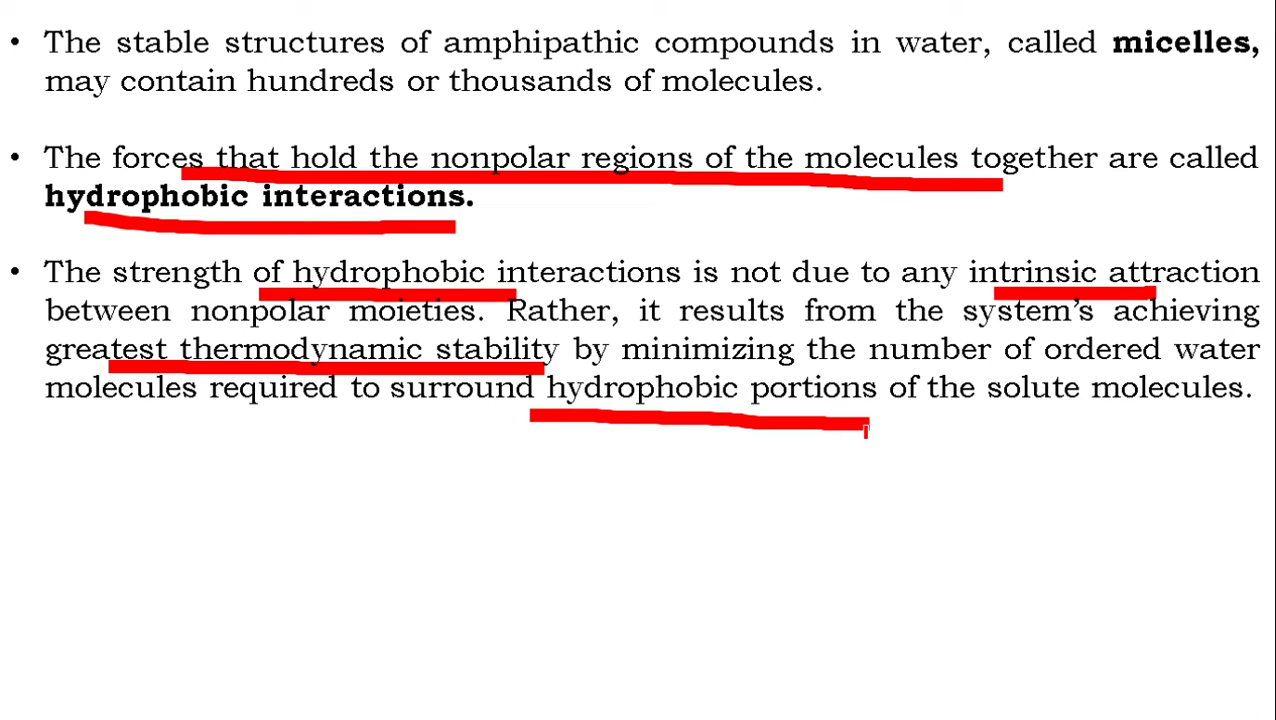 • The stable structures of amphipathic compounds in water, called micelles,
may contain hundreds or thousands of molecules.
• The forces that hold the nonpolar regions of the molecules together are called
hydrophobic interactions.
• The strength of hydrophobic interactions is not due to any intrinsic attraction
between nonpolar moieties. Rather, it results from the system’s achieving
greatest thermodynamic stability by minimizing the number of ordered water
molecules required to surround hydrophobic portions of the solute molecules.